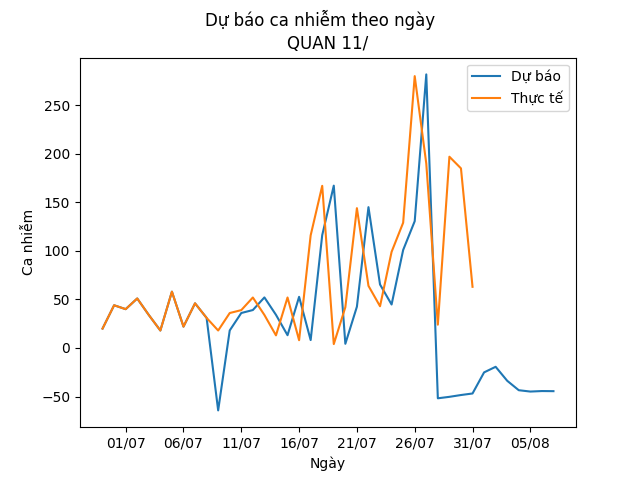 Dự báo ca nhiễm theo ngày
QUAN 11/
Dự báo
Thực tế
Ca nhiễm
250
200
150
100
50
0
−50
01/07 06/07 11/07 16/07 21/07 26/07 31/07 05/08
Ngày